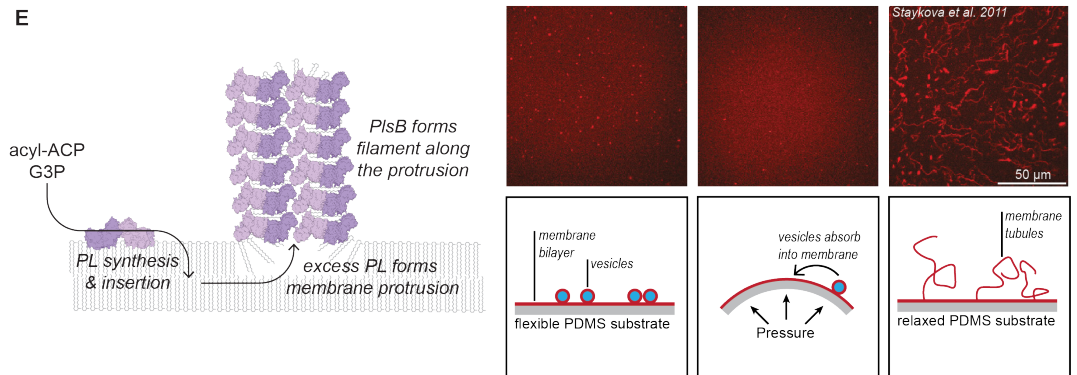 E
acyl-ACP
G3P
PlsB forms
filament along
the protrusion
PL synthesis
& insertion
excess PL forms
membrane protrusion
Staykova et al. 2011
50 µm
membrane
bilayer
vesicles
flexible PDMS substrate
vesicles absorb
into membrane
Pressure
membrane
tubules
relaxed PDMS substrate